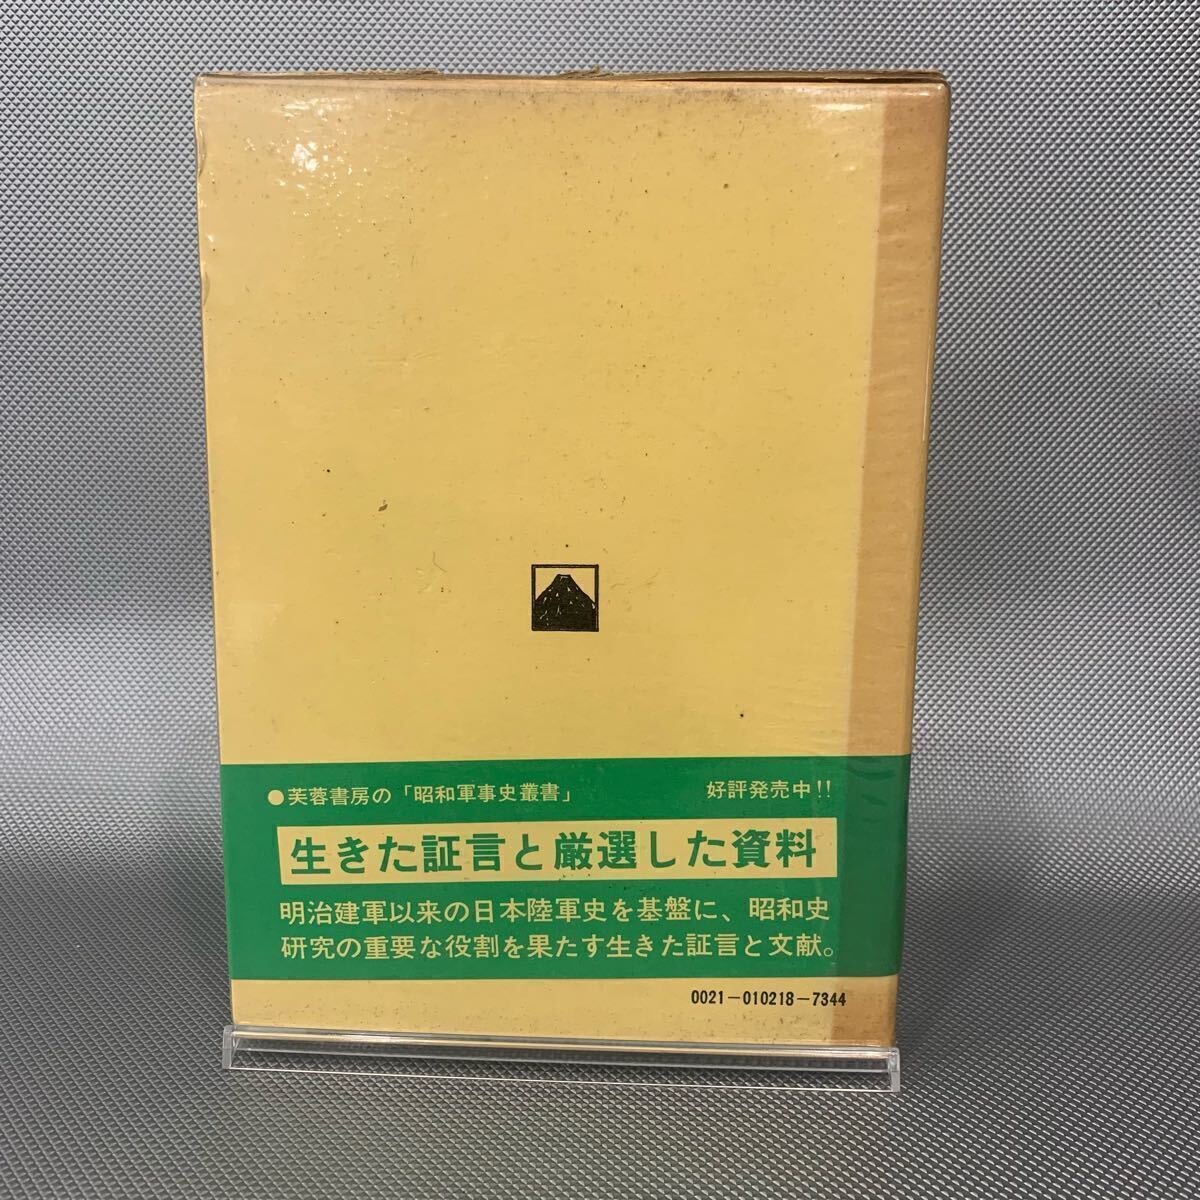 ●芙蓉書房の「昭和軍事史叢書」 好評発売中!!
生きた証言と厳選した資料
明治建軍以来の日本陸軍史を基盤に、昭和史
研究の重要な役割を果たす生きた証言と文献。
0021-010218-7344